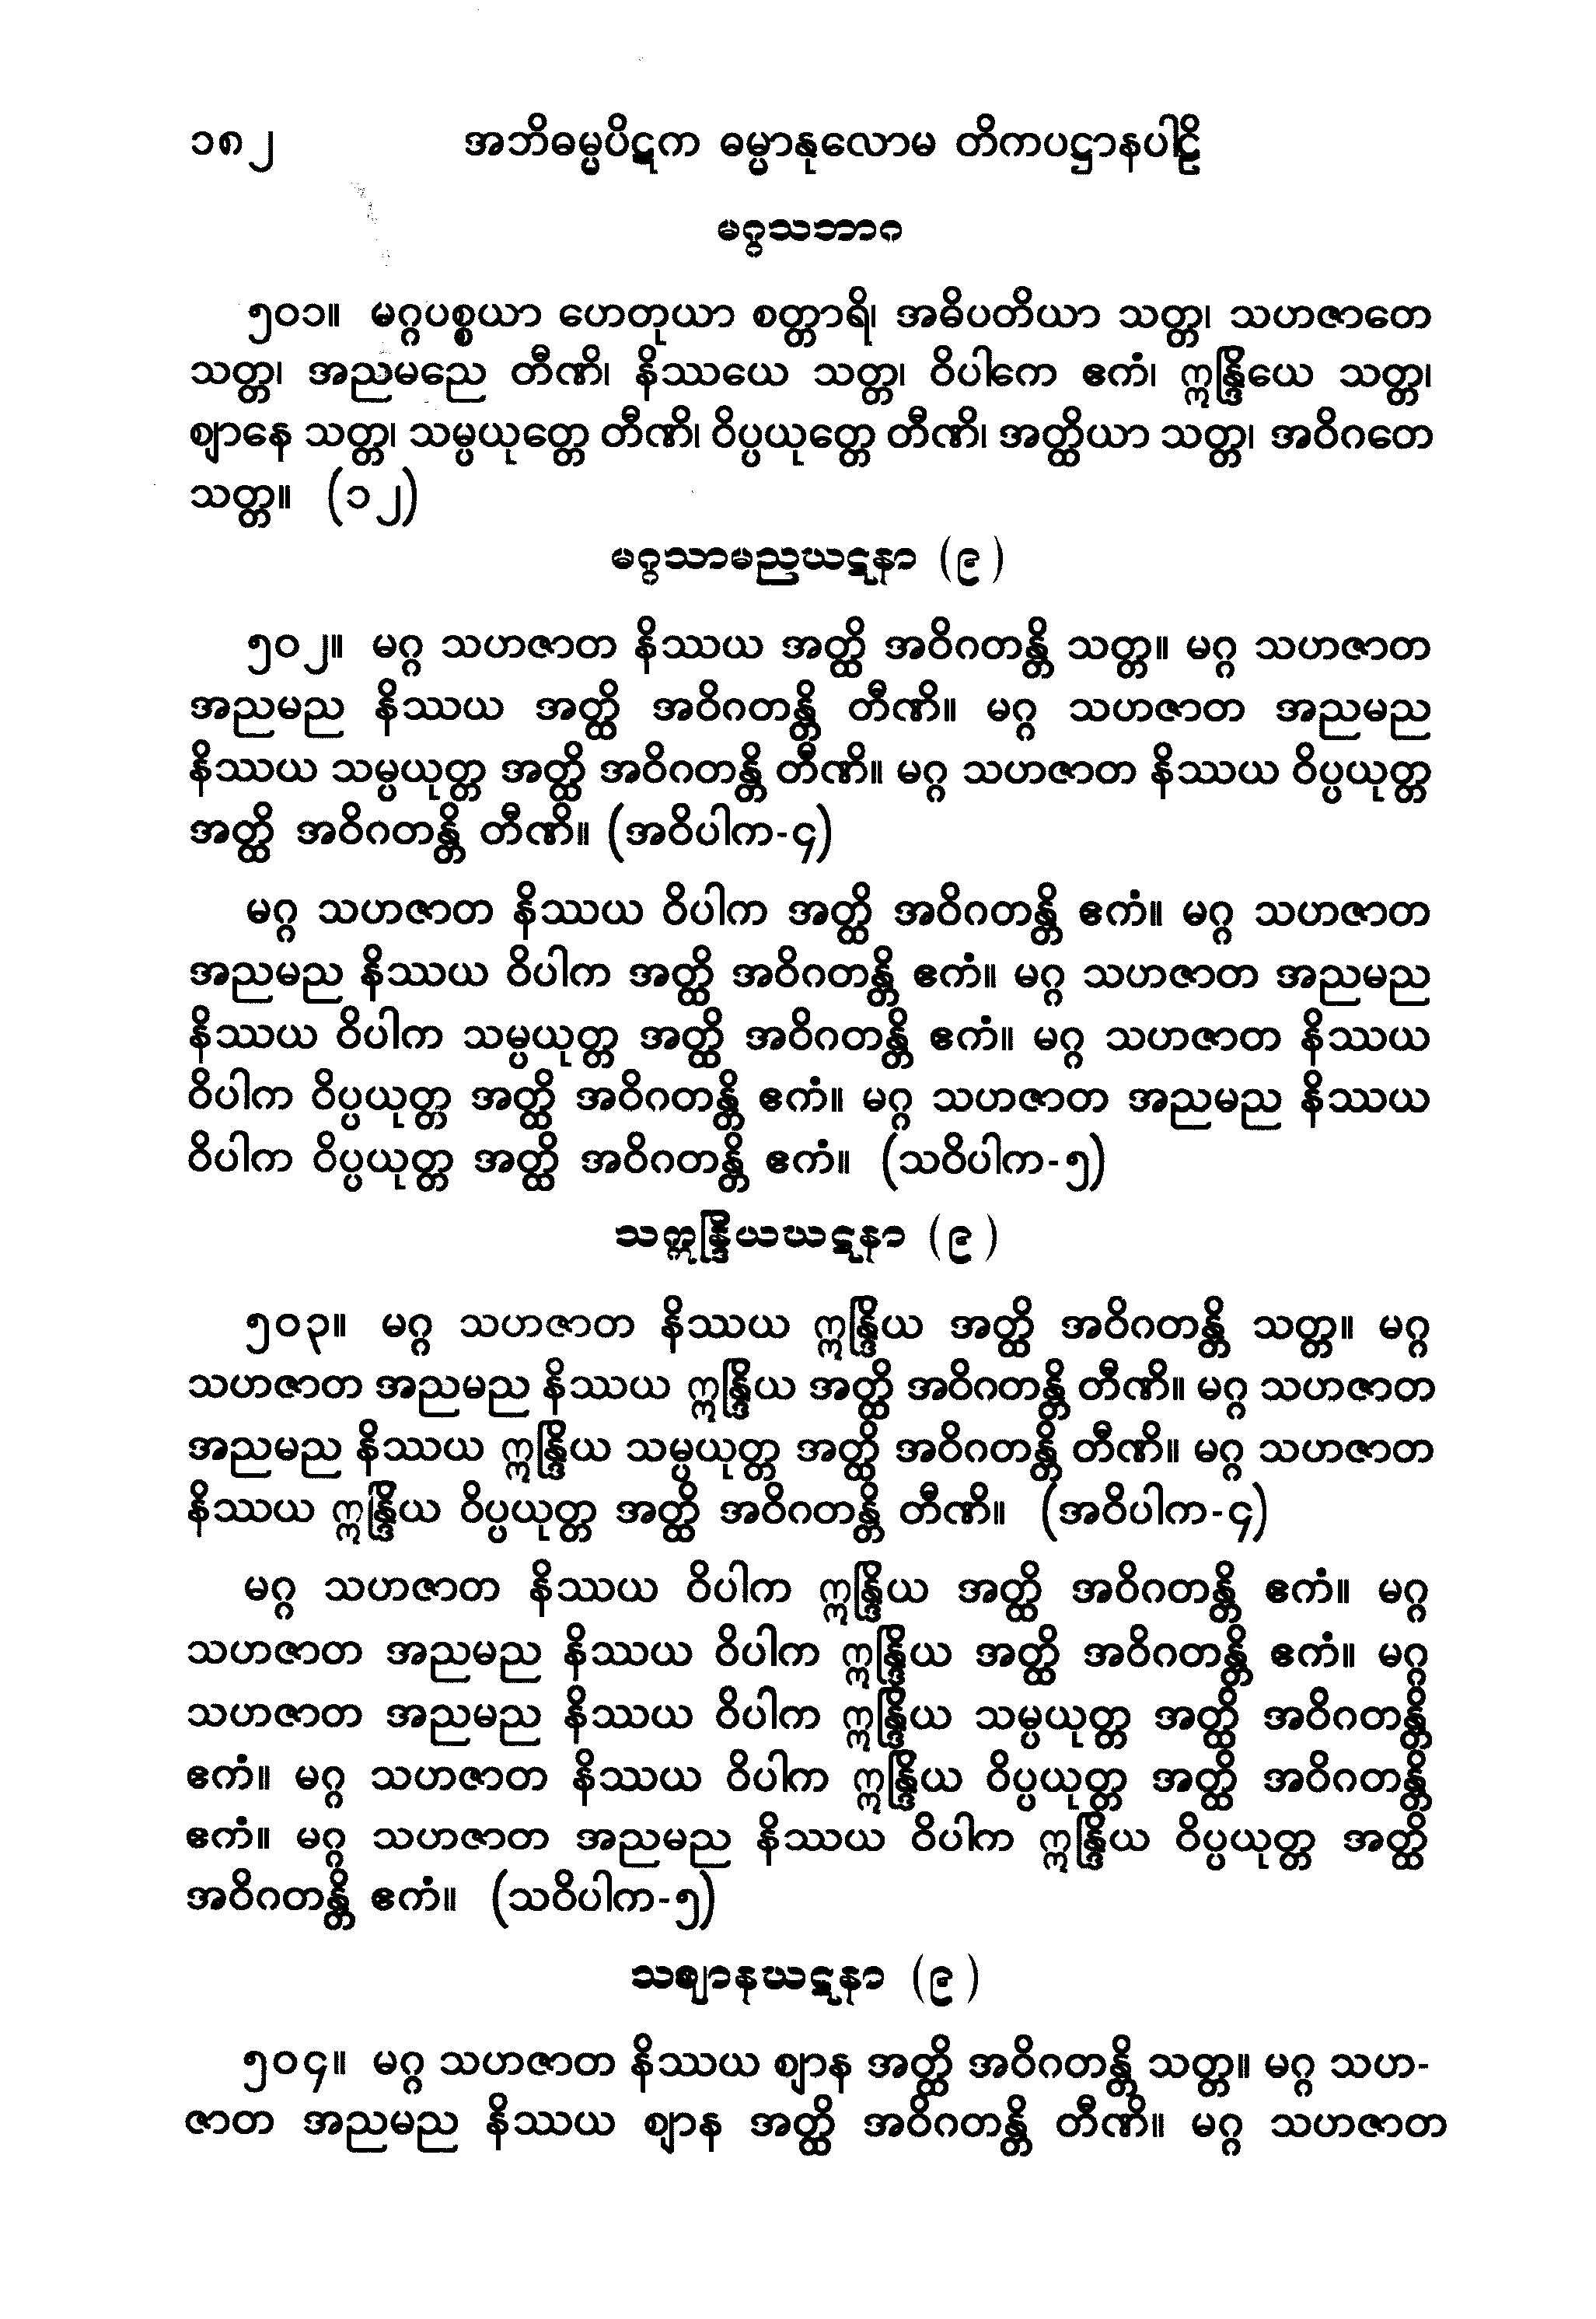 ၁၈၂ အဘိဓမ္မပိဋက ဓမ္မာနုလောမ တိကပဋ္ဌာနပါဠိ
မဂ္ဂသဘာဂ
၅၀၁။ မဂ္ဂပစ္စယာ ဟေတုယာ စတ္တာရိ၊ အဓိပတိယာ သတ္တ၊ သဟဇာတေ
သတ္တ၊ အညမညေ တီဏိ၊ နိဿယေ သတ္တ၊ ဝိပါကေ ဧကံ၊ ဣန္ဒြိယေ သတ္တ၊
ဈာနေ သတ္တ၊ သမ္ပယုတ္တေ တီဏိ၊ ဝိပ္ပယုတ္တေ တီဏိ၊ အတ္ထိယာ သတ္တ၊ အဝိဂတေ
သတ္တ။ (၁၂)
မဂ္ဂသာမညဃဋနာ (၉)
၅၀၂။ မဂ္ဂ သဟဇာတ နိဿယ အတ္ထိ အဝိဂတန္တိ သတ္တ။ မဂ္ဂ သဟဇာတ
အညမည နိဿယ အတ္ထိ အဝိဂတန္တိ တီဏိ။ မဂ္ဂ သဟဇာတ အညမည
နိဿယ သမ္ပယုတ္တ အတ္ထိ အဝိဂတန္တိ တီဏိ။ မဂ္ဂ သဟဇာတ နိဿယ ဝိပ္ပယုတ္တ
အတ္ထိ အဝိဂတန္တိ တီဏိ။ (အဝိပါက-၄)
မဂ္ဂ သဟဇာတ နိဿယ ဝိပါက အတ္ထိ အဝိဂတန္တိ ဧကံ။ မဂ္ဂ သဟဇာတ
အညမည နိဿယ ဝိပါက အတ္ထိ အဝိဂတန္တိ ဧကံ။ မဂ္ဂ သဟဇာတ အညမည
နိဿယ ဝိပါက သမ္ပယုတ္တ အတ္ထိ အဝိဂတန္တိ ဧကံ။ မဂ္ဂ သဟဇာတ နိဿယ
ဝိပါက ဝိပ္ပယုတ္တ အတ္ထိ အဝိဂတန္တိ ဧကံ။ မဂ္ဂ သဟဇာတ အညမည နိဿယ
ဝိပါက ဝိပ္ပယုတ္တ အတ္ထိ အဝိဂတန္တိ ဧကံ။ (သဝိပါက-၅)
သဣန္ဒြိယဃဋနာ (၉)
၅၀၃။ မဂ္ဂ သဟဇာတ နိဿယ ဣန္ဒြိယ အတ္ထိ အဝိဂတန္တိ သတ္တ။ မဂ္ဂ
သဟဇာတ အညမည နိဿယ ဣန္ဒြိယ အတ္ထိ အဝိဂတန္တိ တီဏိ။ မဂ္ဂ သဟဇာတ
အညမည နိဿယ ဣန္ဒြိယ သမ္ပယုတ္တ အတ္ထိ အဝိဂတန္တိ တီဏိ။ မဂ္ဂ သဟဇာတ
နိဿယ ဣန္ဒြိယ ဝိပ္ပယုတ္တ အတ္ထိ အဝိဂတန္တိ တီဏိ။ (အဝိပါက-၄)
မဂ္ဂ သဟဇာတ နိဿယ ဝိပါက ဣန္ဒြိယ အတ္ထိ အဝိဂတန္တိ ဧကံ။ မဂ္ဂ
သဟဇာတ အညမည နိဿယ ဝိပါက ဣန္ဒြိယ အတ္ထိ အဝိဂတန္တိ ဧကံ။ မဂ္ဂ
သဟဇာတ အညမည နိဿယ ဝိပါက ဣန္ဒြိယ သမ္ပယုတ္တ အတ္ထိ အဝိဂတန္တိ
ဧကံ။ မဂ္ဂ သဟဇာတ နိဿယ ဝိပါက ဣန္ဒြိယ ဝိပ္ပယုတ္တ အတ္ထိ အဝိဂတန္တိ
ဧကံ။ မဂ္ဂ သဟဇာတ အညမည နိဿယ ဝိပါက ဣန္ဒြိယ ဝိပ္ပယုတ္တ အတ္ထိ
အဝိဂတန္တိ ဧကံ။ (သဝိပါက-၅)
သဈာနဃဋနာ (၉)
၅၀၄။ မဂ္ဂ သဟဇာတ နိဿယ ဈာန အတ္ထိ အဝိဂတန္တိ သတ္တ။ မဂ္ဂ သဟ-
ဇာတ အညမည နိဿယ ဈာန အတ္ထိ အဝိဂတန္တိ တီဏိ။ မဂ္ဂ သဟဇာတ